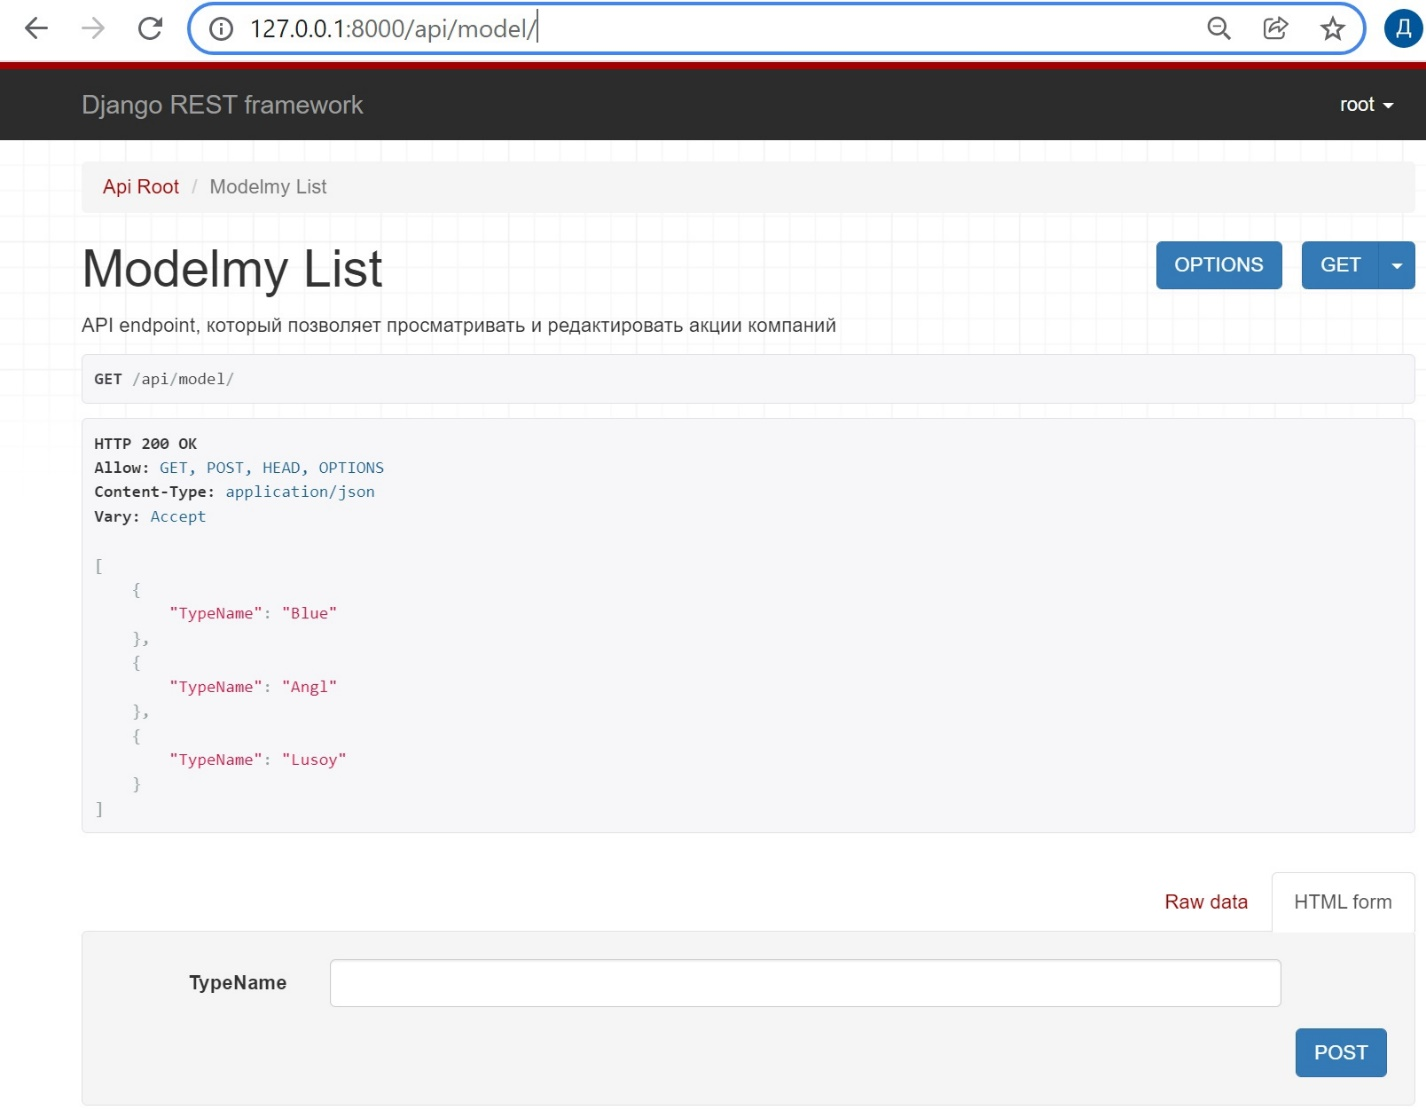 127.0.0.1:8000/api/model/
Д
Django REST framework
root
Api Root / Modelmy List
Modelmy List
OPTIONS
GET
API endpoint, который позволяет просматривать и редактировать акции компаний
GET /api/model/
HTTP 200 OK
Allow: GET, POST, HEAD, OPTIONS
Content-Type: application/json
Vary: Accept
[
    {
        "TypeName": "Blue"
    },
    {
        "TypeName": "Angl"
    },
    {
        "TypeName": "Lusoy"
    }
]
Raw data
HTML form
TypeName
POST